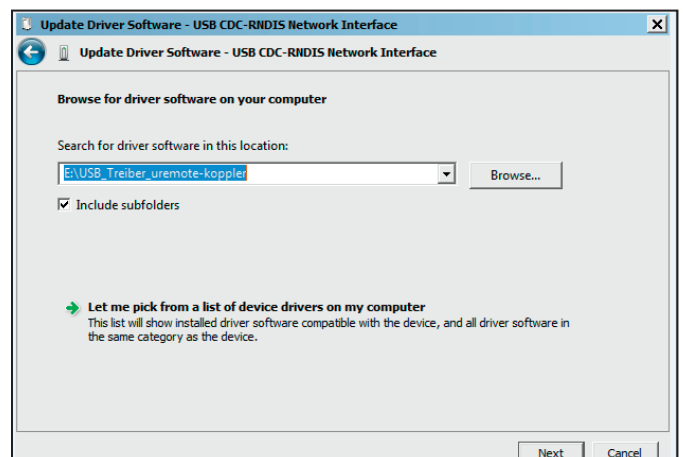 Update Driver Software - USB CDC-RNDIS Network Interface
Update Driver Software - USB CDC-RNDIS Network Interface
Browse for driver software on your computer
Search for driver software in this location:
E:\USB_Treiber_uremote-koppler
Browse...
Include subfolders
Let me pick from a list of device drivers on my computer
This list will show installed driver software compatible with the device, and all driver software in
the same category as the device.
Next Cancel